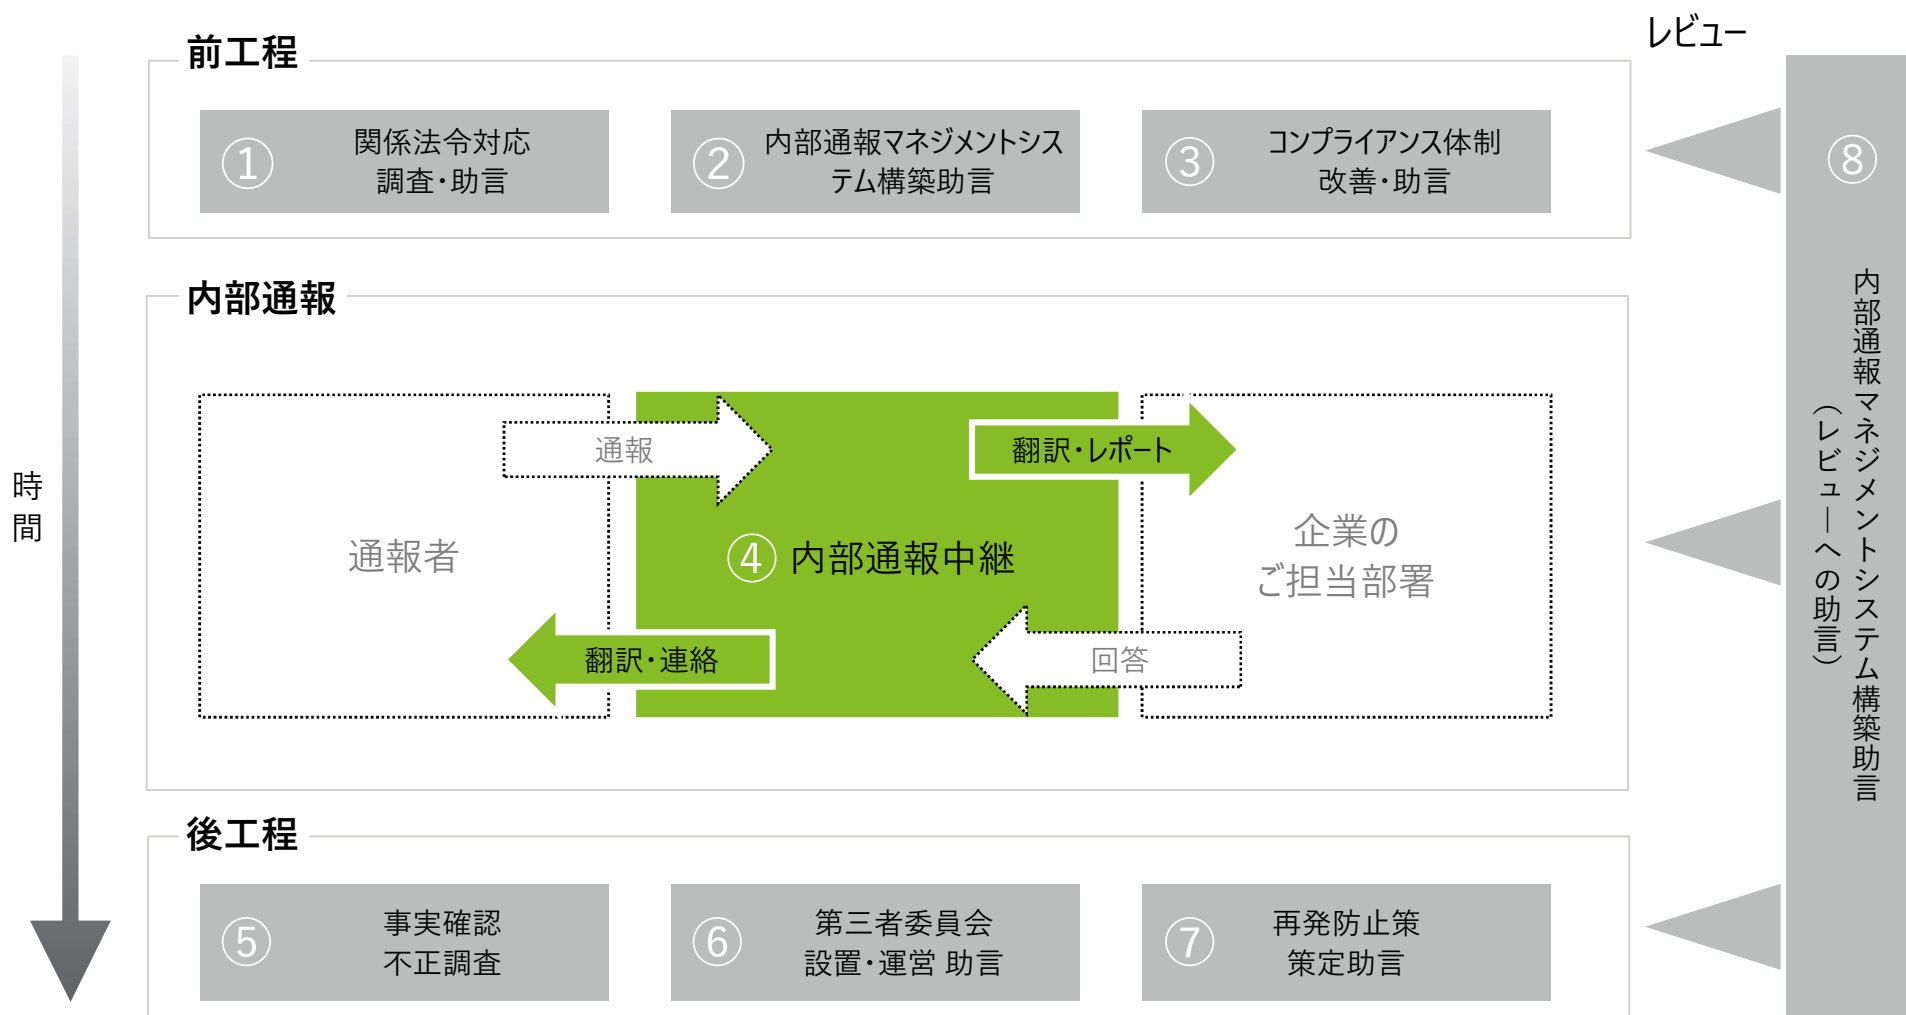 レビュー
前工程
①
関係法令対応
調査・助言
②
内部通報マネジメントシス
テム構築助言
③
コンプライアンス体制
改善・助言
内部通報
時間
通報者
通報
翻訳・レポート
④ 内部通報中継
企業の
ご担当部署
翻訳・連絡
回答
後工程
⑤
事実確認
不正調査
⑥
第三者委員会
設置・運営 助言
⑦
再発防止策
策定助言
⑧
内部通報マネジメントシステム構築助言
（レビューへの助言）